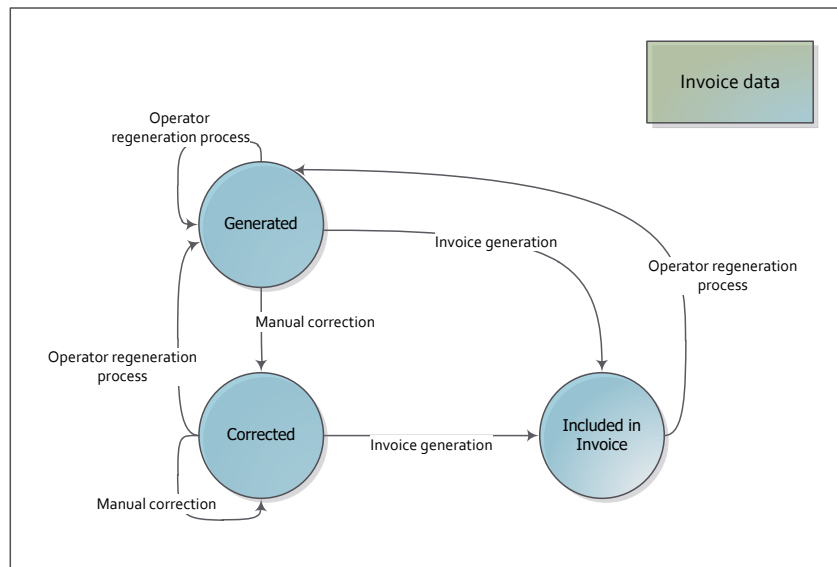 Invoice data
Operator
regeneration process
Generated
Invoice generation
Operator regeneration
process
Manual correction
Operator regeneration
process
Corrected
Invoice generation
Included in
Invoice
Manual correction